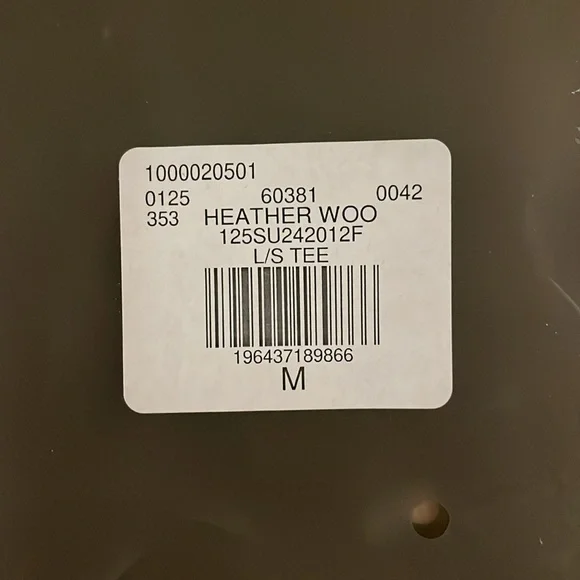 1000020501
0125 60381 0042
353 HEATHER WOO
125SU242012F
L/S TEE
196437189866
M